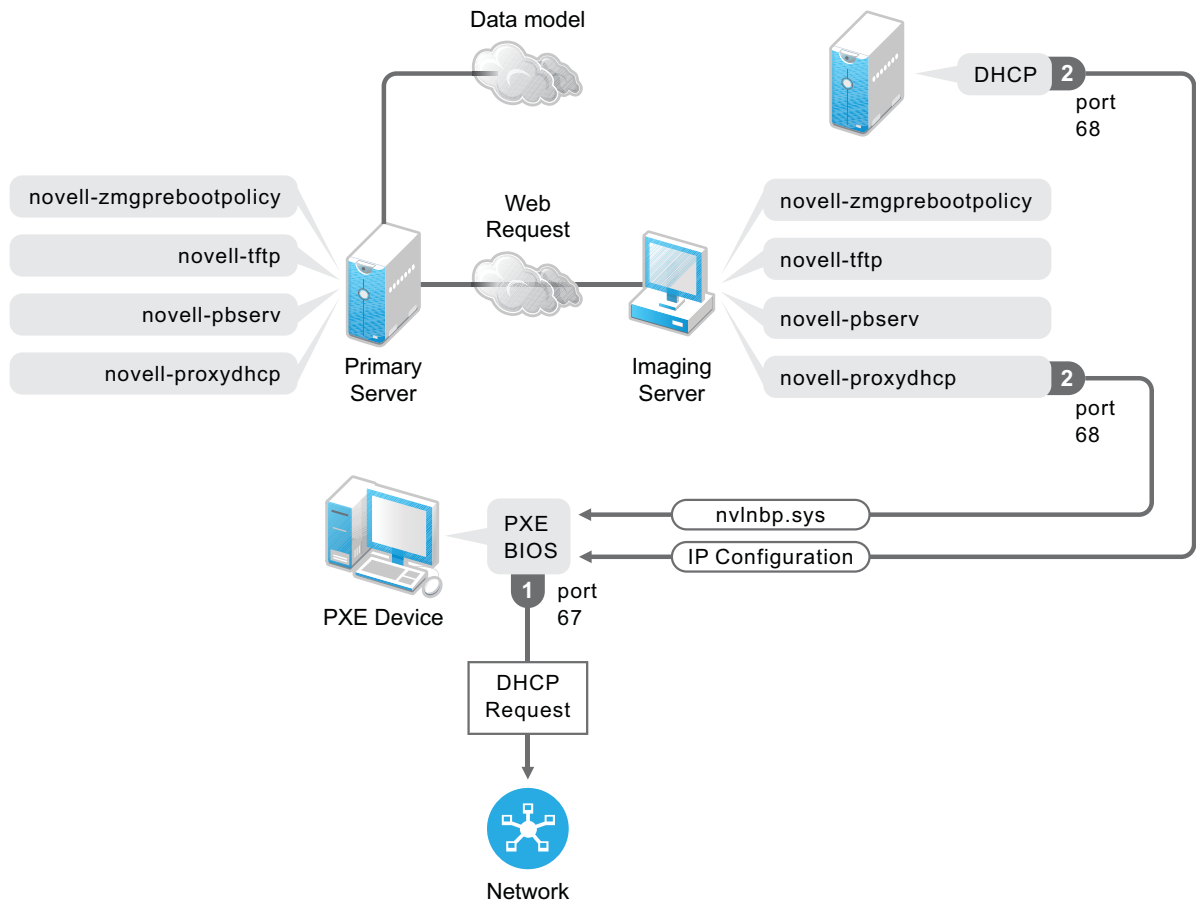 Data model
DHCP
2
port
68
novell-zmgprebootpolicy
novell-tftp
novell-pbserv
novell-proxydhcp
Primary
Server
Web
Request
Imaging
Server
novell-zmgprebootpolicy
novell-tftp
novell-pbserv
novell-proxydhcp
2
port
68
nvlnbp.sys
IP Configuration
PXE
BIOS
PXE Device
1
port
67
DHCP
Request
Network